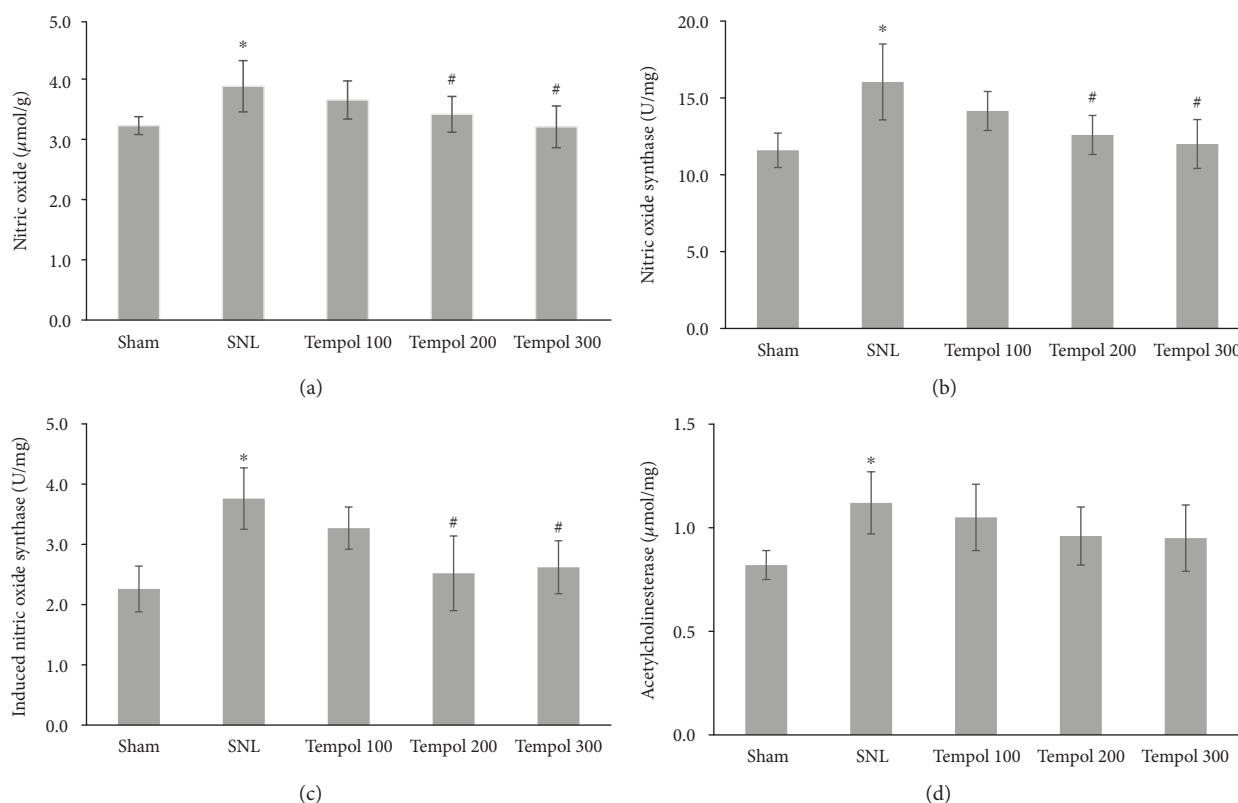 Nitric oxide (μmol/g)
5.0
4.0
3.0
2.0
1.0
0.0
*
#
#
Sham SNL Tempol 100 Tempol 200 Tempol 300
(a)
Nitric oxide synthase (U/mg)
20.0
15.0
10.0
5.0
0.0
*
#
#
Sham SNL Tempol 100 Tempol 200 Tempol 300
(b)
Induced nitric oxide synthase (U/mg)
5.0
4.0
3.0
2.0
1.0
0.0
*
#
#
Sham SNL Tempol 100 Tempol 200 Tempol 300
(c)
Acetylcholinesterase (μmol/mg)
1.5
1.0
0.5
0.0
*
Sham SNL Tempol 100 Tempol 200 Tempol 300
(d)